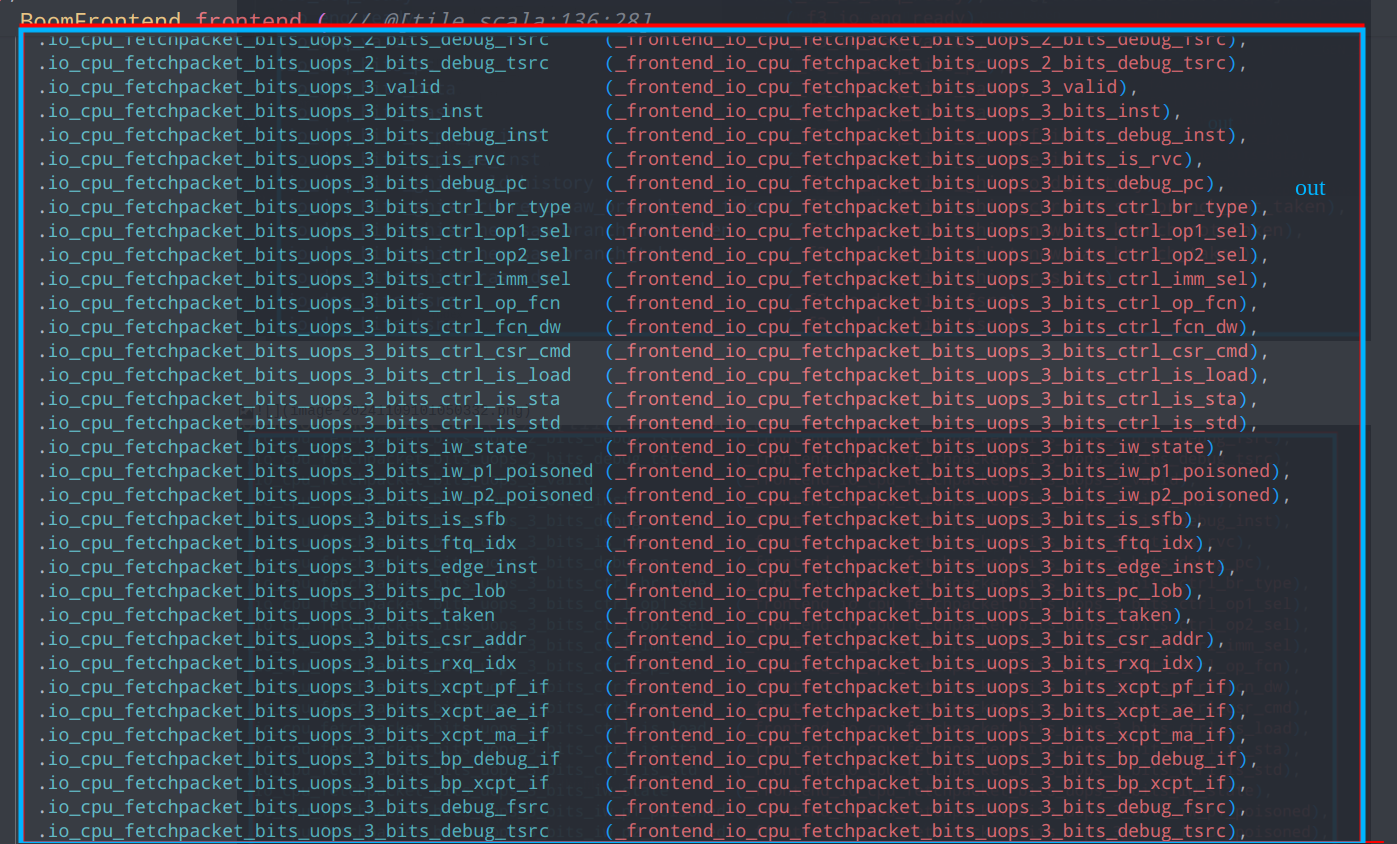 BoomFrontend frontend ( // @[tile.scala:136:28]
.io_cpu_fetchpacket_bits_uops_2_bits_debug_fsrc (_frontend_io_cpu_fetchpacket_bits_uops_2_bits_debug_fsrc),
.io_cpu_fetchpacket_bits_uops_2_bits_debug_tsrc (_frontend_io_cpu_fetchpacket_bits_uops_2_bits_debug_tsrc),
.io_cpu_fetchpacket_bits_uops_3_valid (_frontend_io_cpu_fetchpacket_bits_uops_3_valid),
.io_cpu_fetchpacket_bits_uops_3_bits_inst (_frontend_io_cpu_fetchpacket_bits_uops_3_bits_inst),
.io_cpu_fetchpacket_bits_uops_3_bits_debug_inst (_frontend_io_cpu_fetchpacket_bits_uops_3_bits_debug_inst),
.io_cpu_fetchpacket_bits_uops_3_bits_is_rvc (_frontend_io_cpu_fetchpacket_bits_uops_3_bits_is_rvc),
.io_cpu_fetchpacket_bits_uops_3_bits_debug_pc (_frontend_io_cpu_fetchpacket_bits_uops_3_bits_debug_pc),
out
.io_cpu_fetchpacket_bits_uops_3_bits_ctrl_br_type (_frontend_io_cpu_fetchpacket_bits_uops_3_bits_ctrl_br_type),
.io_cpu_fetchpacket_bits_uops_3_bits_ctrl_op1_sel (_frontend_io_cpu_fetchpacket_bits_uops_3_bits_ctrl_op1_sel),
.io_cpu_fetchpacket_bits_uops_3_bits_ctrl_op2_sel (_frontend_io_cpu_fetchpacket_bits_uops_3_bits_ctrl_op2_sel),
.io_cpu_fetchpacket_bits_uops_3_bits_ctrl_imm_sel (_frontend_io_cpu_fetchpacket_bits_uops_3_bits_ctrl_imm_sel),
.io_cpu_fetchpacket_bits_uops_3_bits_ctrl_op_fcn (_frontend_io_cpu_fetchpacket_bits_uops_3_bits_ctrl_op_fcn),
.io_cpu_fetchpacket_bits_uops_3_bits_ctrl_fcn_dw (_frontend_io_cpu_fetchpacket_bits_uops_3_bits_ctrl_fcn_dw),
.io_cpu_fetchpacket_bits_uops_3_bits_ctrl_csr_cmd (_frontend_io_cpu_fetchpacket_bits_uops_3_bits_ctrl_csr_cmd),
.io_cpu_fetchpacket_bits_uops_3_bits_ctrl_is_load (_frontend_io_cpu_fetchpacket_bits_uops_3_bits_ctrl_is_load),
.io_cpu_fetchpacket_bits_uops_3_bits_ctrl_is_sta (_frontend_io_cpu_fetchpacket_bits_uops_3_bits_ctrl_is_sta),
.io_cpu_fetchpacket_bits_uops_3_bits_ctrl_is_std (_frontend_io_cpu_fetchpacket_bits_uops_3_bits_ctrl_is_std),
.io_cpu_fetchpacket_bits_uops_3_bits_iw_state (_frontend_io_cpu_fetchpacket_bits_uops_3_bits_iw_state),
.io_cpu_fetchpacket_bits_uops_3_bits_iw_p1_poisoned (_frontend_io_cpu_fetchpacket_bits_uops_3_bits_iw_p1_poisoned),
.io_cpu_fetchpacket_bits_uops_3_bits_iw_p2_poisoned (_frontend_io_cpu_fetchpacket_bits_uops_3_bits_iw_p2_poisoned),
.io_cpu_fetchpacket_bits_uops_3_bits_is_sfb (_frontend_io_cpu_fetchpacket_bits_uops_3_bits_is_sfb),
.io_cpu_fetchpacket_bits_uops_3_bits_ftq_idx (_frontend_io_cpu_fetchpacket_bits_uops_3_bits_ftq_idx),
.io_cpu_fetchpacket_bits_uops_3_bits_edge_inst (_frontend_io_cpu_fetchpacket_bits_uops_3_bits_edge_inst),
.io_cpu_fetchpacket_bits_uops_3_bits_pc_lob (_frontend_io_cpu_fetchpacket_bits_uops_3_bits_pc_lob),
.io_cpu_fetchpacket_bits_uops_3_bits_taken (_frontend_io_cpu_fetchpacket_bits_uops_3_bits_taken),
.io_cpu_fetchpacket_bits_uops_3_bits_csr_addr (_frontend_io_cpu_fetchpacket_bits_uops_3_bits_csr_addr),
.io_cpu_fetchpacket_bits_uops_3_bits_rxq_idx (_frontend_io_cpu_fetchpacket_bits_uops_3_bits_rxq_idx),
.io_cpu_fetchpacket_bits_uops_3_bits_xcpt_pf_if (_frontend_io_cpu_fetchpacket_bits_uops_3_bits_xcpt_pf_if),
.io_cpu_fetchpacket_bits_uops_3_bits_xcpt_ae_if (_frontend_io_cpu_fetchpacket_bits_uops_3_bits_xcpt_ae_if),
.io_cpu_fetchpacket_bits_uops_3_bits_xcpt_ma_if (_frontend_io_cpu_fetchpacket_bits_uops_3_bits_xcpt_ma_if),
.io_cpu_fetchpacket_bits_uops_3_bits_bp_debug_if (_frontend_io_cpu_fetchpacket_bits_uops_3_bits_bp_debug_if),
.io_cpu_fetchpacket_bits_uops_3_bits_bp_xcpt_if (_frontend_io_cpu_fetchpacket_bits_uops_3_bits_bp_xcpt_if),
.io_cpu_fetchpacket_bits_uops_3_bits_debug_fsrc (_frontend_io_cpu_fetchpacket_bits_uops_3_bits_debug_fsrc),
.io_cpu_fetchpacket_bits_uops_3_bits_debug_tsrc (_frontend_io_cpu_fetchpacket_bits_uops_3_bits_debug_tsrc),